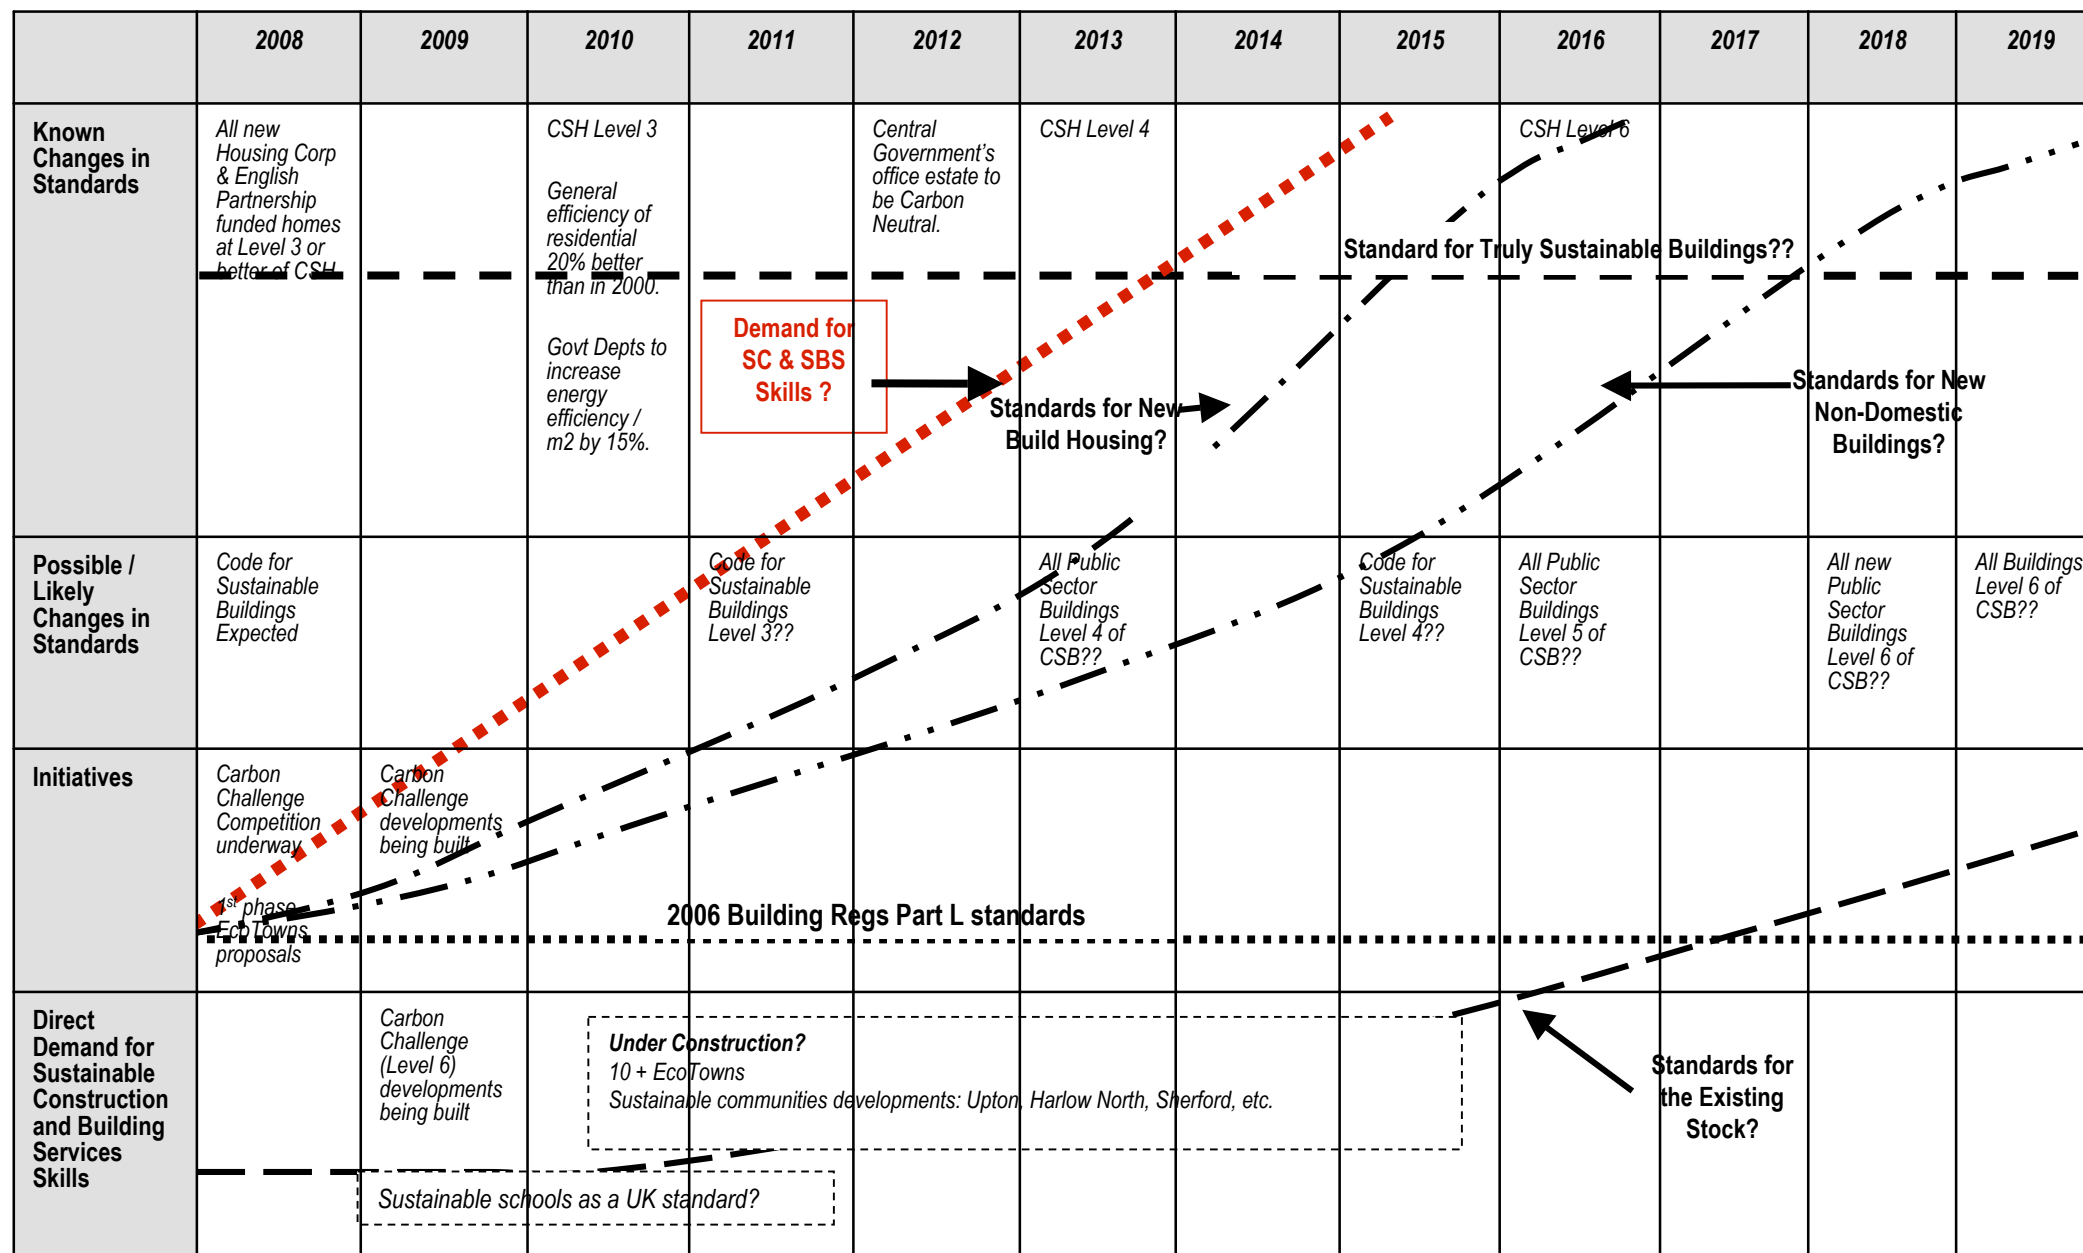 2008
2009
2010
2011
2012
2013
2014
2015
2016
2017
2018
2019
Known
Changes in
Standards
All new
Housing Corp
& English
Partnership
funded homes
at Level 3 or
better of CSH
CSH Level 3
General
efficiency of
residential
20% better
than in 2000.
Govt Depts to
increase
energy
efficiency /
m2 by 15%.
Central
Government's
office estate to
be Carbon
Neutral.
CSH Level 4
CSH Level 6
Standard for Truly Sustainable Buildings??
Demand for
SC & SBS
Skills ?
Standards for New
Build Housing?
Standards for New
Non-Domestic
Buildings?
Possible /
Likely
Changes in
Standards
Code for
Sustainable
Buildings
Expected
Code for
Sustainable
Buildings
Level 3??
All Public
Sector
Buildings
Level 4 of
CSB??
Code for
Sustainable
Buildings
Level 4??
All Public
Sector
Buildings
Level 5 of
CSB??
All new
Public
Sector
Buildings
Level 6 of
CSB??
All Buildings
Level 6 of
CSB??
Initiatives
Carbon
Challenge
Competition
underway
1st phase
EcoTowns
proposals
Carbon
Challenge
developments
being built
2006 Building Regs Part L standards
Direct
Demand for
Sustainable
Construction
and Building
Services
Skills
Carbon
Challenge
(Level 6)
developments
being built
Under Construction?
10 + EcoTowns
Sustainable communities developments: Upton, Harlow North, Sherford, etc.
Standards for
the Existing
Stock?
Sustainable schools as a UK standard?